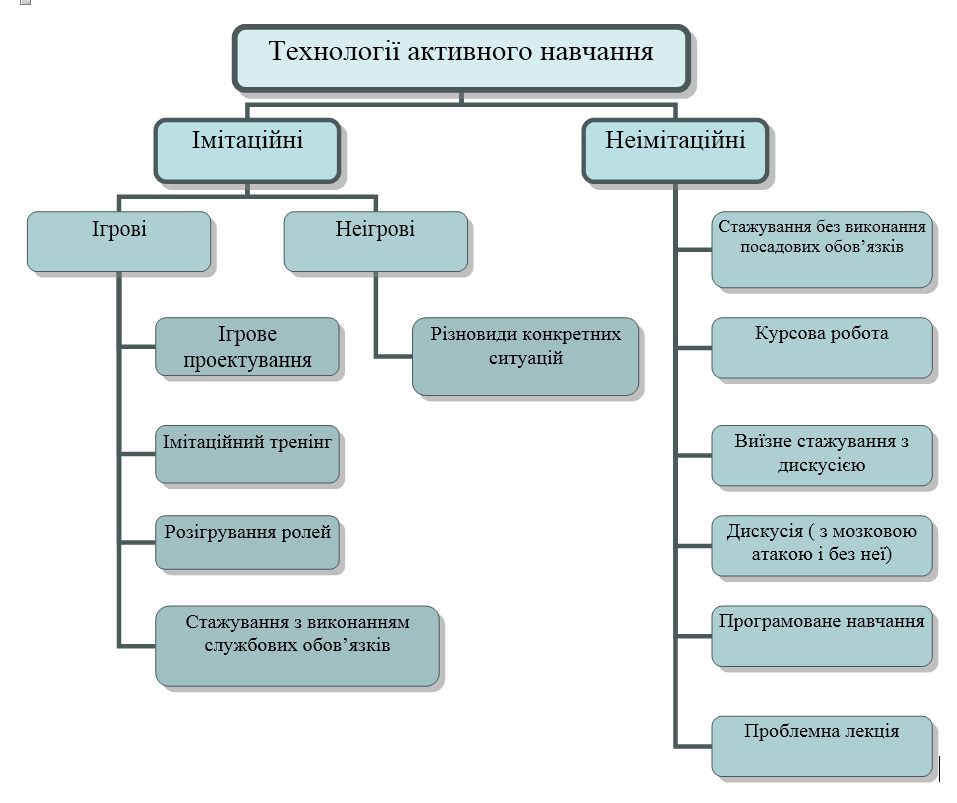 Технології активного навчання
Імітаційні
Неімітаційні
Ігрові
Неігрові
Стажування без виконання
посадових обов’язків
Ігрове
проектування
Різновиди конкретних
ситуацій
Курсова робота
Імітаційний тренінг
Виїзне стажування з
дискусією
Розігрування ролей
Дискусія ( з мозковою
атакою і без неї)
Стажування з виконанням
службових обов’язків
Програмоване навчання
Проблемна лекція